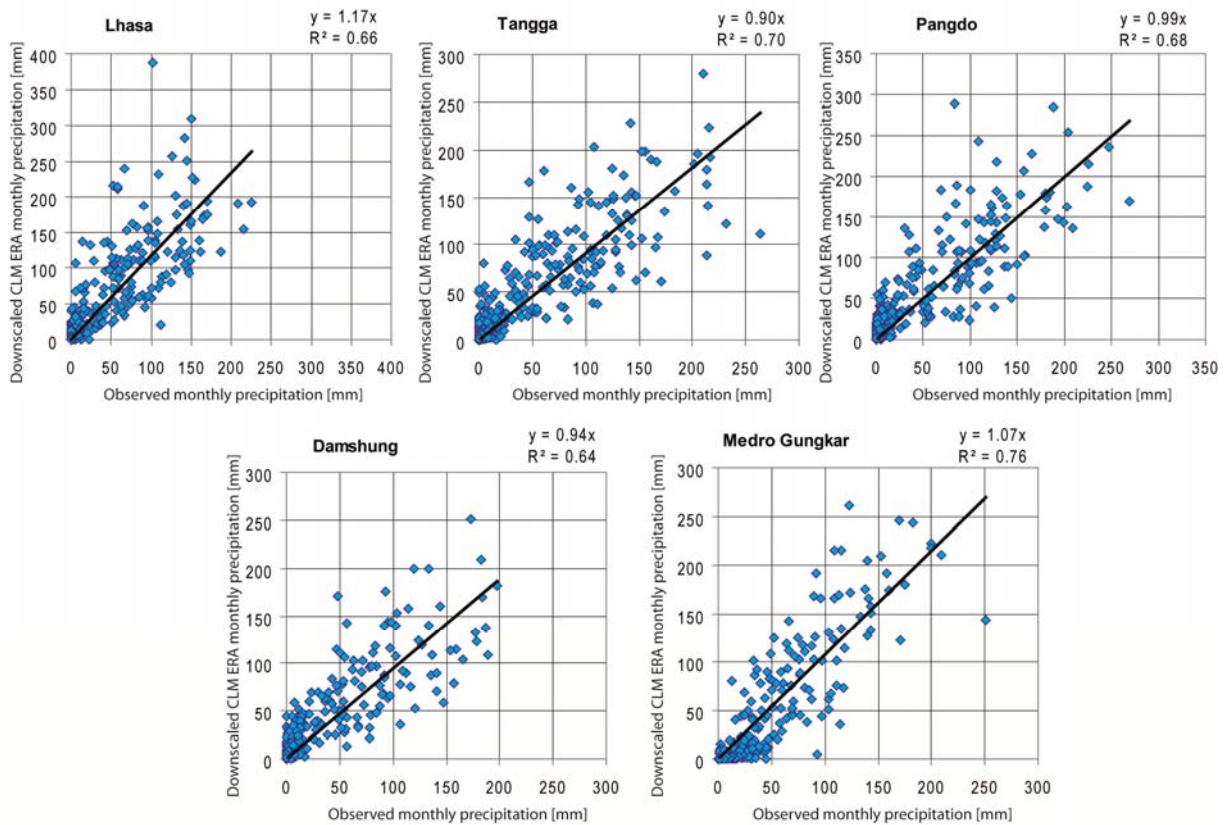 Lhasa
y = 1.17x
R² = 0.66
Downscaled CLM ERA monthly precipitation [mm]
400
350
300
250
200
150
100
50
0
0 50 100 150 200 250 300 350 400
Observed monthly precipitation [mm]
Tangga
y = 0.90x
R² = 0.70
Downscaled CLM ERA monthly precipitation [mm]
300
250
200
150
100
50
0
0 50 100 150 200 250 300
Observed monthly precipitation [mm]
Pangdo
y = 0.99x
R² = 0.68
Downscaled CLM ERA monthly precipitation [mm]
350
300
250
200
150
100
50
0
0 50 100 150 200 250 300 350
Observed monthly precipitation [mm]
Damshung
y = 0.94x
R² = 0.64
Downscaled CLM ERA monthly precipitation [mm]
300
250
200
150
100
50
0
0 50 100 150 200 250 300
Observed monthly precipitation [mm]
Medro Gungkar
y = 1.07x
R² = 0.76
Downscaled CLM ERA monthly precipitation [mm]
300
250
200
150
100
50
0
0 50 100 150 200 250 300
Observed monthly precipitation [mm]